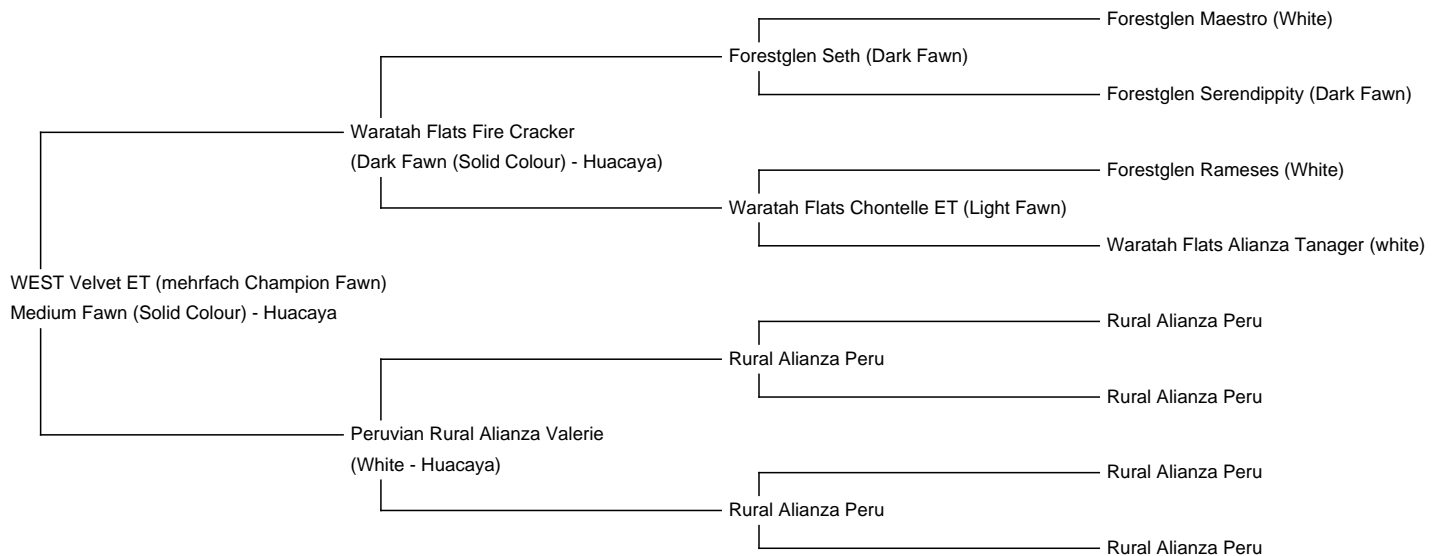 Forestglen Maestro (White)
Forestglen Seth (Dark Fawn)
Forestglen Serendippity (Dark Fawn)
Waratah Flats Fire Cracker
(Dark Fawn (Solid Colour) - Huacaya)
Forestglen Rameses (White)
Waratah Flats Chontelle ET (Light Fawn)
Waratah Flats Alianza Tanager (white)
WEST Velvet ET (mehrfach Champion Fawn)
Medium Fawn (Solid Colour) - Huacaya
Rural Alianza Peru
Rural Alianza Peru
Rural Alianza Peru
Peruvian Rural Alianza Valerie
(White - Huacaya)
Rural Alianza Peru
Rural Alianza Peru
Rural Alianza Peru